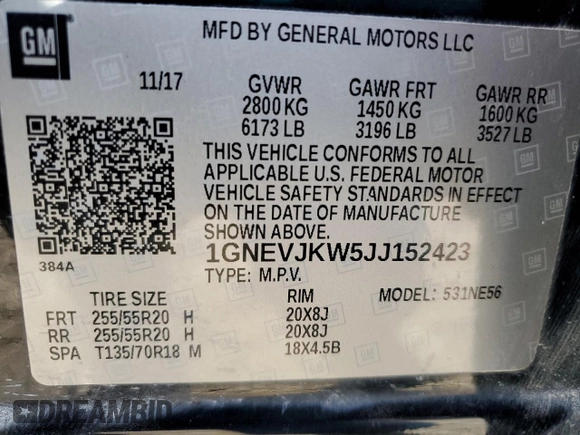 GM
MFD BY GENERAL MOTORS LLC
11/17 GVWR GAWR FRT GAWR RR
2800 KG 1450 KG 1600 KG
6173 LB 3196 LB 3527 LB
THIS VEHICLE CONFORMS TO ALL
APPLICABLE U.S. FEDERAL MOTOR
VEHICLE SAFETY STANDARDS IN EFFECT
ON THE DATE OF MANUFACTURE
SHOWN ABOVE.
384A 1GNEVJKW5JJ152423
TYPE: M.P.V.
TIRE SIZE RIM MODEL: 531NE56
FRT 255/55R20 H 20X8J
RR 255/55R20 H 20X8J
SPA T135/70R18 M 18X4.5B
DREAMBID